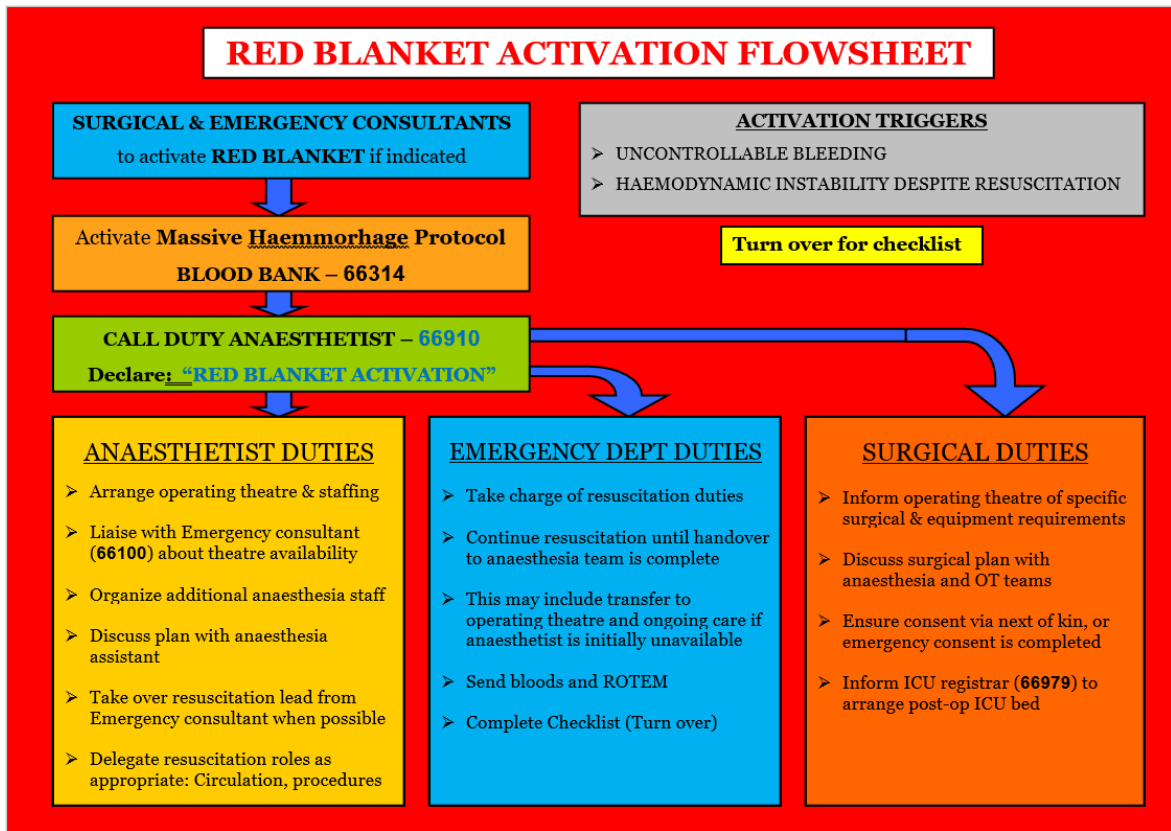 RED BLANKET ACTIVATION FLOWSHEET
SURGICAL & EMERGENCY CONSULTANTS
to activate RED BLANKET if indicated
ACTIVATION TRIGGERS
➤ UNCONTROLLABLE BLEEDING
➤ HAEMODYNAMIC INSTABILITY DESPITE RESUSCITATION
Turn over for checklist
Activate Massive Haemmorhage Protocol
BLOOD BANK – 66314
CALL DUTY ANAESTHETIST – 66910
Declare: “RED BLANKET ACTIVATION”
ANAESTHETIST DUTIES
➤ Arrange operating theatre & staffing
➤ Liaise with Emergency consultant
(66100) about theatre availability
➤ Organize additional anaesthesia staff
➤ Discuss plan with anaesthesia
assistant
➤ Take over resuscitation lead from
Emergency consultant when possible
➤ Delegate resuscitation roles as
appropriate: Circulation, procedures
EMERGENCY DEPT DUTIES
➤ Take charge of resuscitation duties
➤ Continue resuscitation until handover
to anaesthesia team is complete
➤ This may include transfer to
operating theatre and ongoing care if
anaesthetist is initially unavailable
➤ Send bloods and ROTEM
➤ Complete Checklist (Turn over)
SURGICAL DUTIES
➤ Inform operating theatre of specific
surgical & equipment requirements
➤ Discuss surgical plan with
anaesthesia and OT teams
➤ Ensure consent via next of kin, or
emergency consent is completed
➤ Inform ICU registrar (66979) to
arrange post-op ICU bed